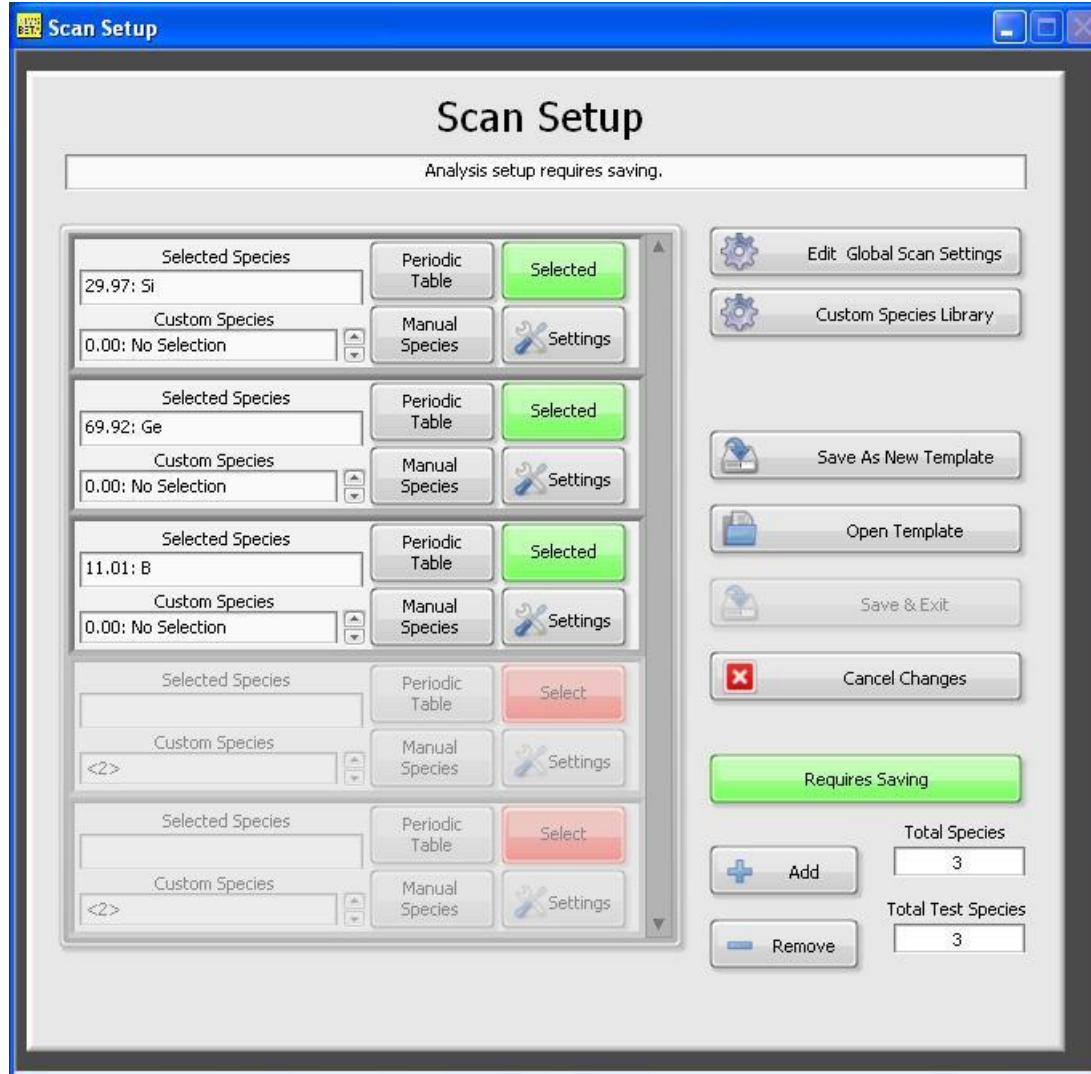 Scan Setup
Scan Setup
Analysis setup requires saving.
Selected Species
29.97: Si
Periodic
Table
Selected
Custom Species
0.00: No Selection
Manual
Species
Settings
Selected Species
69.92: Ge
Periodic
Table
Selected
Custom Species
0.00: No Selection
Manual
Species
Settings
Selected Species
11.01: B
Periodic
Table
Selected
Custom Species
0.00: No Selection
Manual
Species
Settings
Selected Species
Periodic
Table
Select
Custom Species
<2>
Manual
Species
Settings
Selected Species
Periodic
Table
Select
Custom Species
<2>
Manual
Species
Settings
Edit Global Scan Settings
Custom Species Library
Save As New Template
Open Template
Save & Exit
Cancel Changes
Requires Saving
Add
Total Species
3
Remove
Total Test Species
3